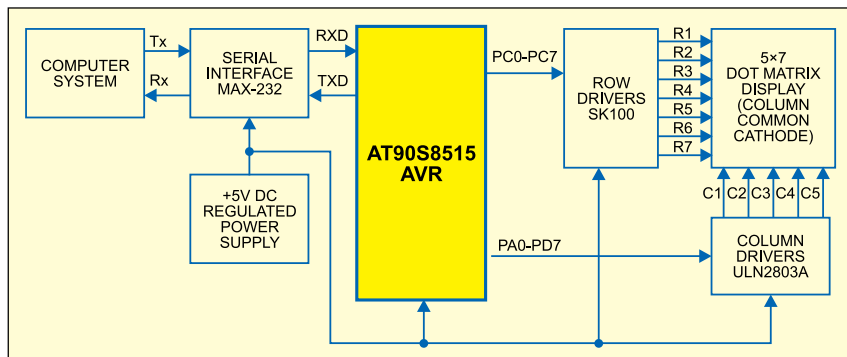 COMPUTER
SYSTEM
Tx
Rx
SERIAL
INTERFACE
MAX-232
RXD
TXD
+5V DC
REGULATED
POWER
SUPPLY
AT90S8515
AVR
PC0-PC7
PA0-PD7
ROW
DRIVERS
SK100
R1
R2
R3
R4
R5
R6
R7
5×7
DOT MATRIX
DISPLAY
(COLUMN
COMMON
CATHODE)
C1
C2
C3
C4
C5
COLUMN
DRIVERS
ULN2803A